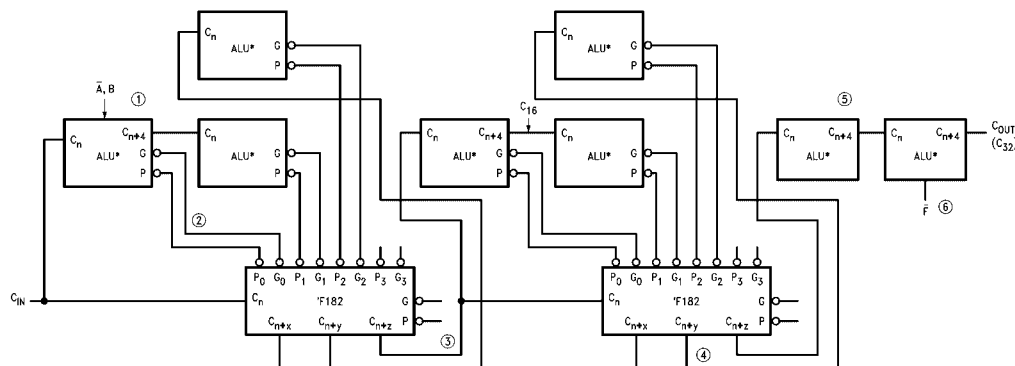 Cn ALU* G P
Cn ALU* G P
Ā, B ①
C16
⑤
Cn Cn+4 ALU* G P
Cn ALU* G P
Cn Cn+4 ALU* G P
Cn ALU* G P
Cn Cn+4 ALU*
Cn Cn+4 ALU*
COUT
(C32)
②
F̄ ⑥
P0 G0 P1 G1 P2 G2 P3 G3
P0 G0 P1 G1 P2 G2 P3 G3
CIN
Cn 'F182 G P
Cn 'F182 G P
Cn+x Cn+y Cn+z ③
Cn+x Cn+y Cn+z
④